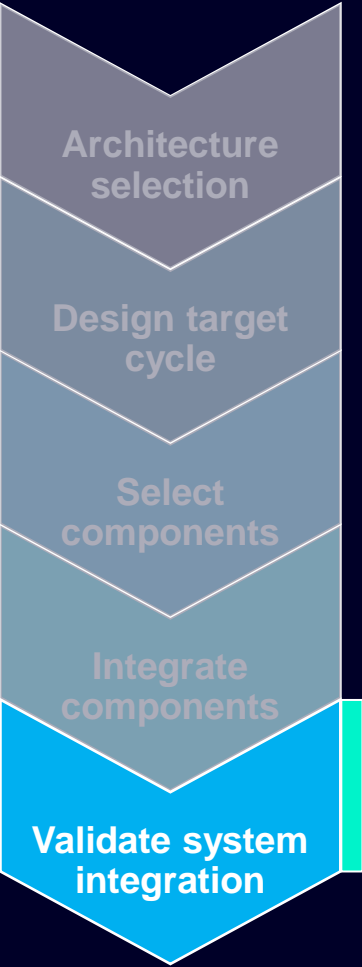 Architecture
selection
Design target
cycle
Select
components
Integrate
components
Validate system
integration